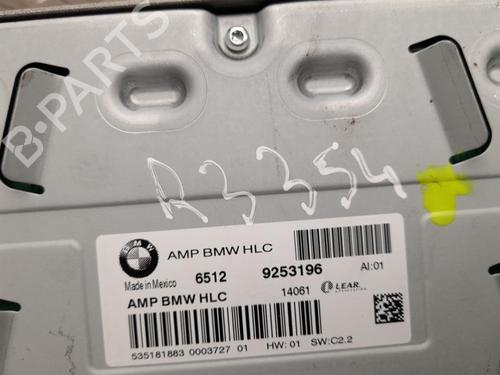 B-PARTS
R3354
BMW
AMP BMW HLC
Made in Mexico 6512 9253196 AI:01
AMP BMW HLC 14061 LEAR
535181883 0003727 01 HW: 01 SW:C2.2